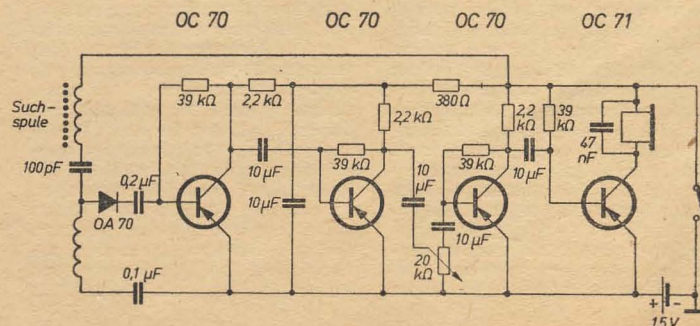 OC 70
OC 70
OC 70
OC 71
Such-
spule
100 pF
OA 70
0,2 µF
0,1 µF
39 kΩ
2,2 kΩ
10 µF
10 µF
39 kΩ
2,2 kΩ
380 Ω
10
µF
20
kΩ
39 kΩ
10 µF
2,2
kΩ
10 µF
39
kΩ
47
nF
+ -
15V